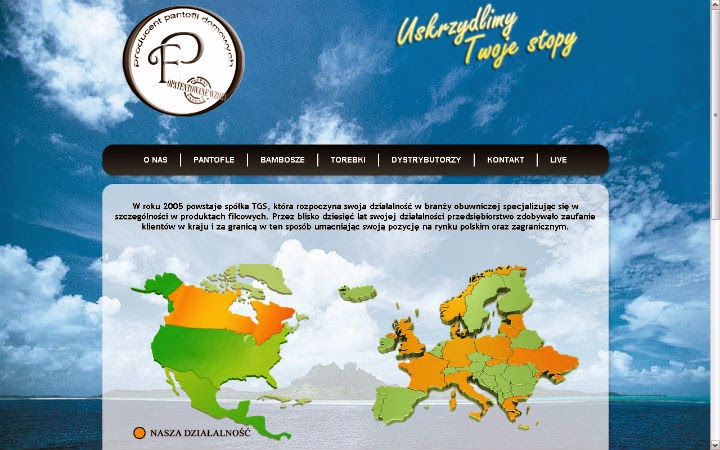 producent pantofli domowych
PF
OPATENTOWANE WZORY
Uskrzydlimy
Twoje stopy
O NAS
PANTOFLE
BAMBOSZE
TOREBKI
DYSTRYBUTORZY
KONTAKT
LIVE
W roku 2005 powstaje spółka TGS, która rozpoczyna swoja działalność w branży obuwniczej specjalizując się w
szczególności w produktach filcowych. Przez blisko dziesięć lat swojej działalności przedsiębiorstwo zdobywało zaufanie
klientów w kraju i za granicą w ten sposób umacniając swoją pozycję na rynku polskim oraz zagranicznym.
NASZA DZIAŁALNOŚĆ